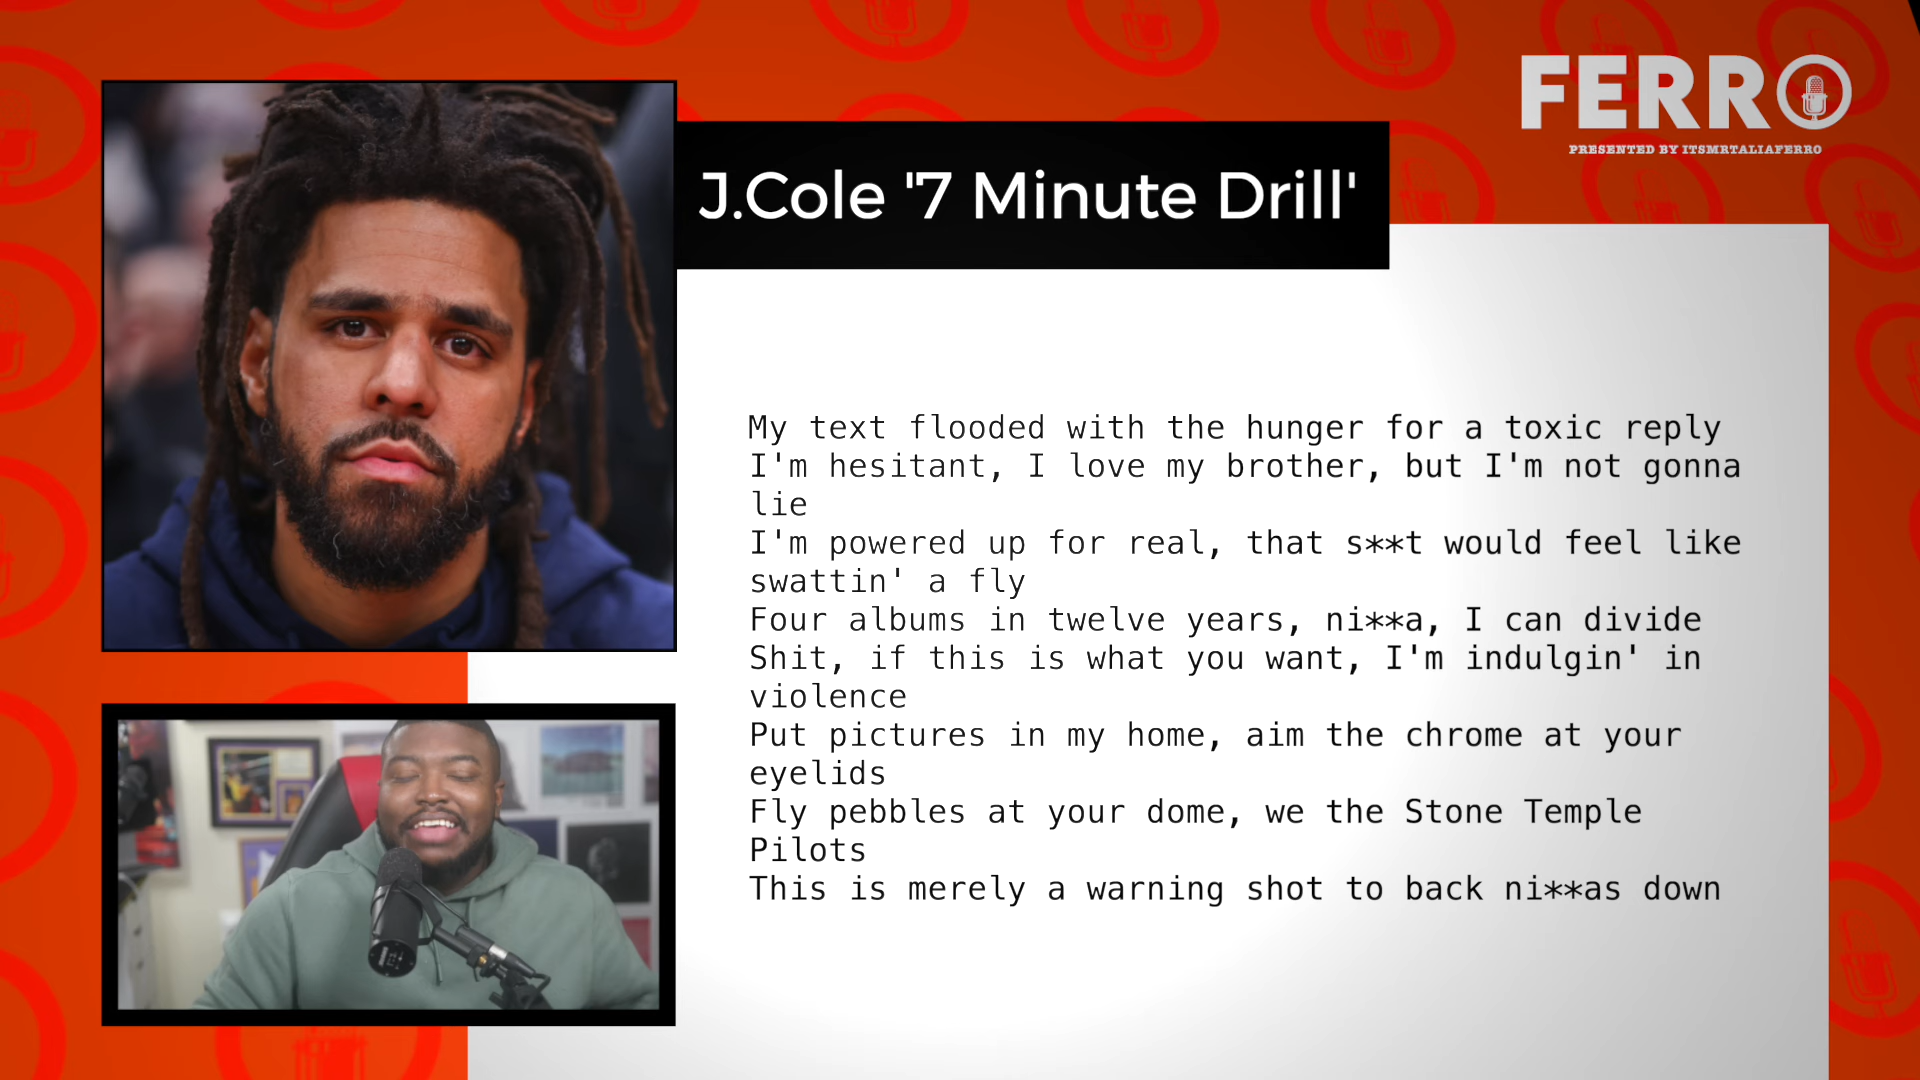 FERRO
PRESENTED BY ITSMRTALIAFERRO
J.Cole '7 Minute Drill'
My text flooded with the hunger for a toxic reply
I'm hesitant, I love my brother, but I'm not gonna
lie
I'm powered up for real, that s**t would feel like
swattin' a fly
Four albums in twelve years, ni**a, I can divide
Shit, if this is what you want, I'm indulgin' in
violence
Put pictures in my home, aim the chrome at your
eyelids
Fly pebbles at your dome, we the Stone Temple
Pilots
This is merely a warning shot to back ni**as down